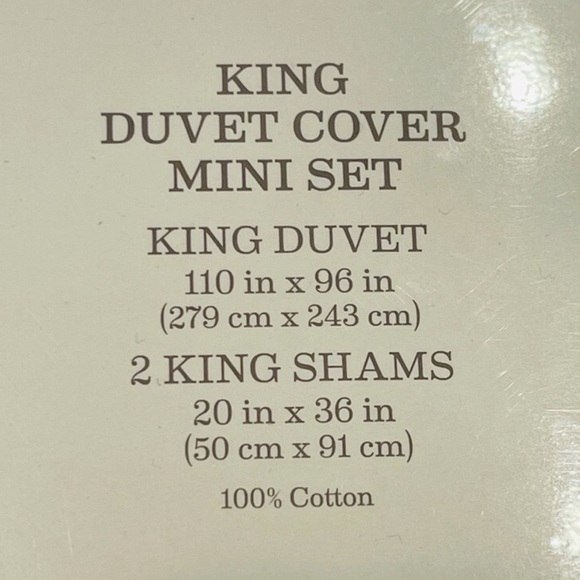 KING
DUVET COVER
MINI SET
KING DUVET
110 in x 96 in
(279 cm x 243 cm)
2 KING SHAMS
20 in x 36 in
(50 cm x 91 cm)
100% Cotton